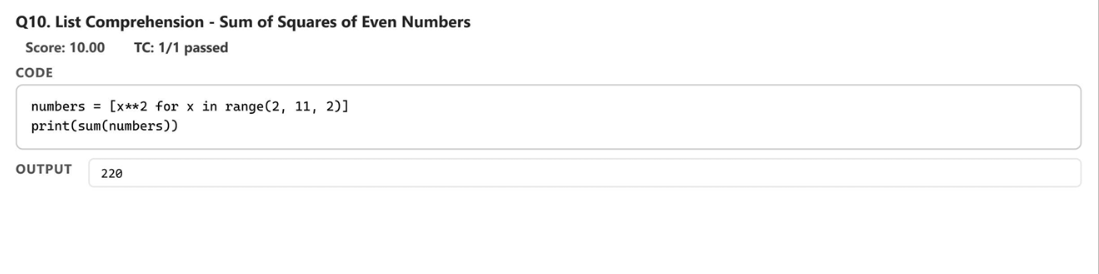 Q10. List Comprehension - Sum of Squares of Even Numbers
Score: 10.00 TC: 1/1 passed
CODE
numbers = [x**2 for x in range(2, 11, 2)]
print(sum(numbers))
OUTPUT 220